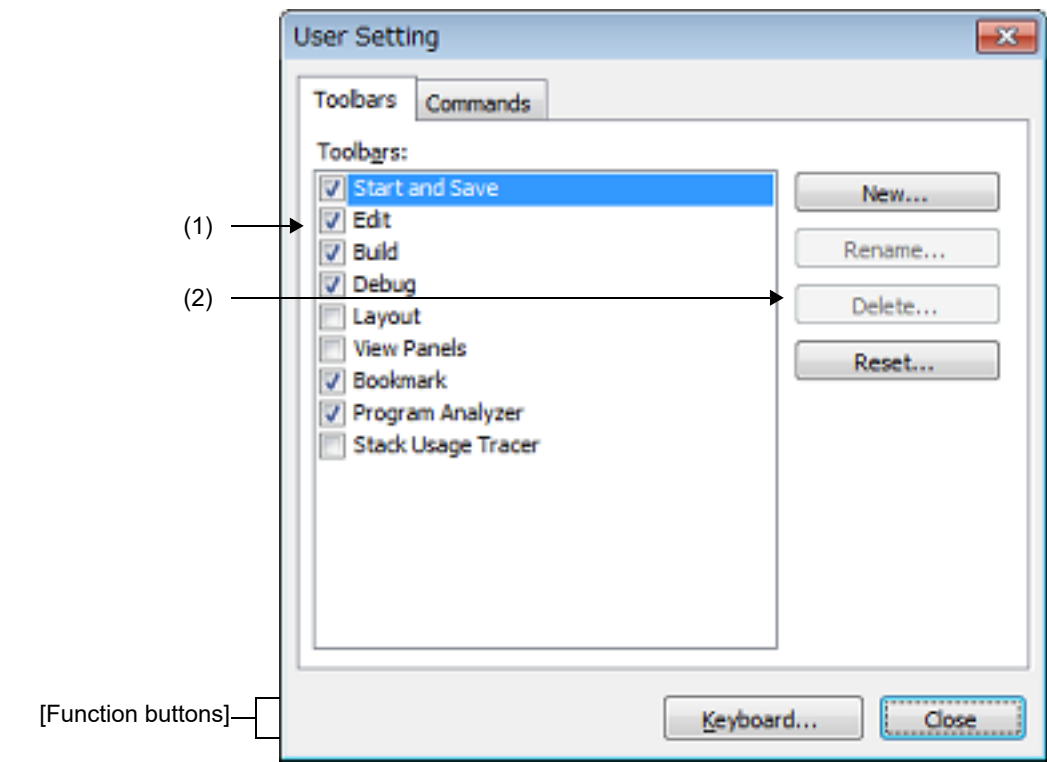 User Setting
Toolbars Commands
Toolbars:
Start and Save
New...
(1)
Edit
Build
Rename...
(2)
Debug
Delete...
Layout
View Panels
Reset...
Bookmark
Program Analyzer
Stack Usage Tracer
[Function buttons]
Keyboard... Close